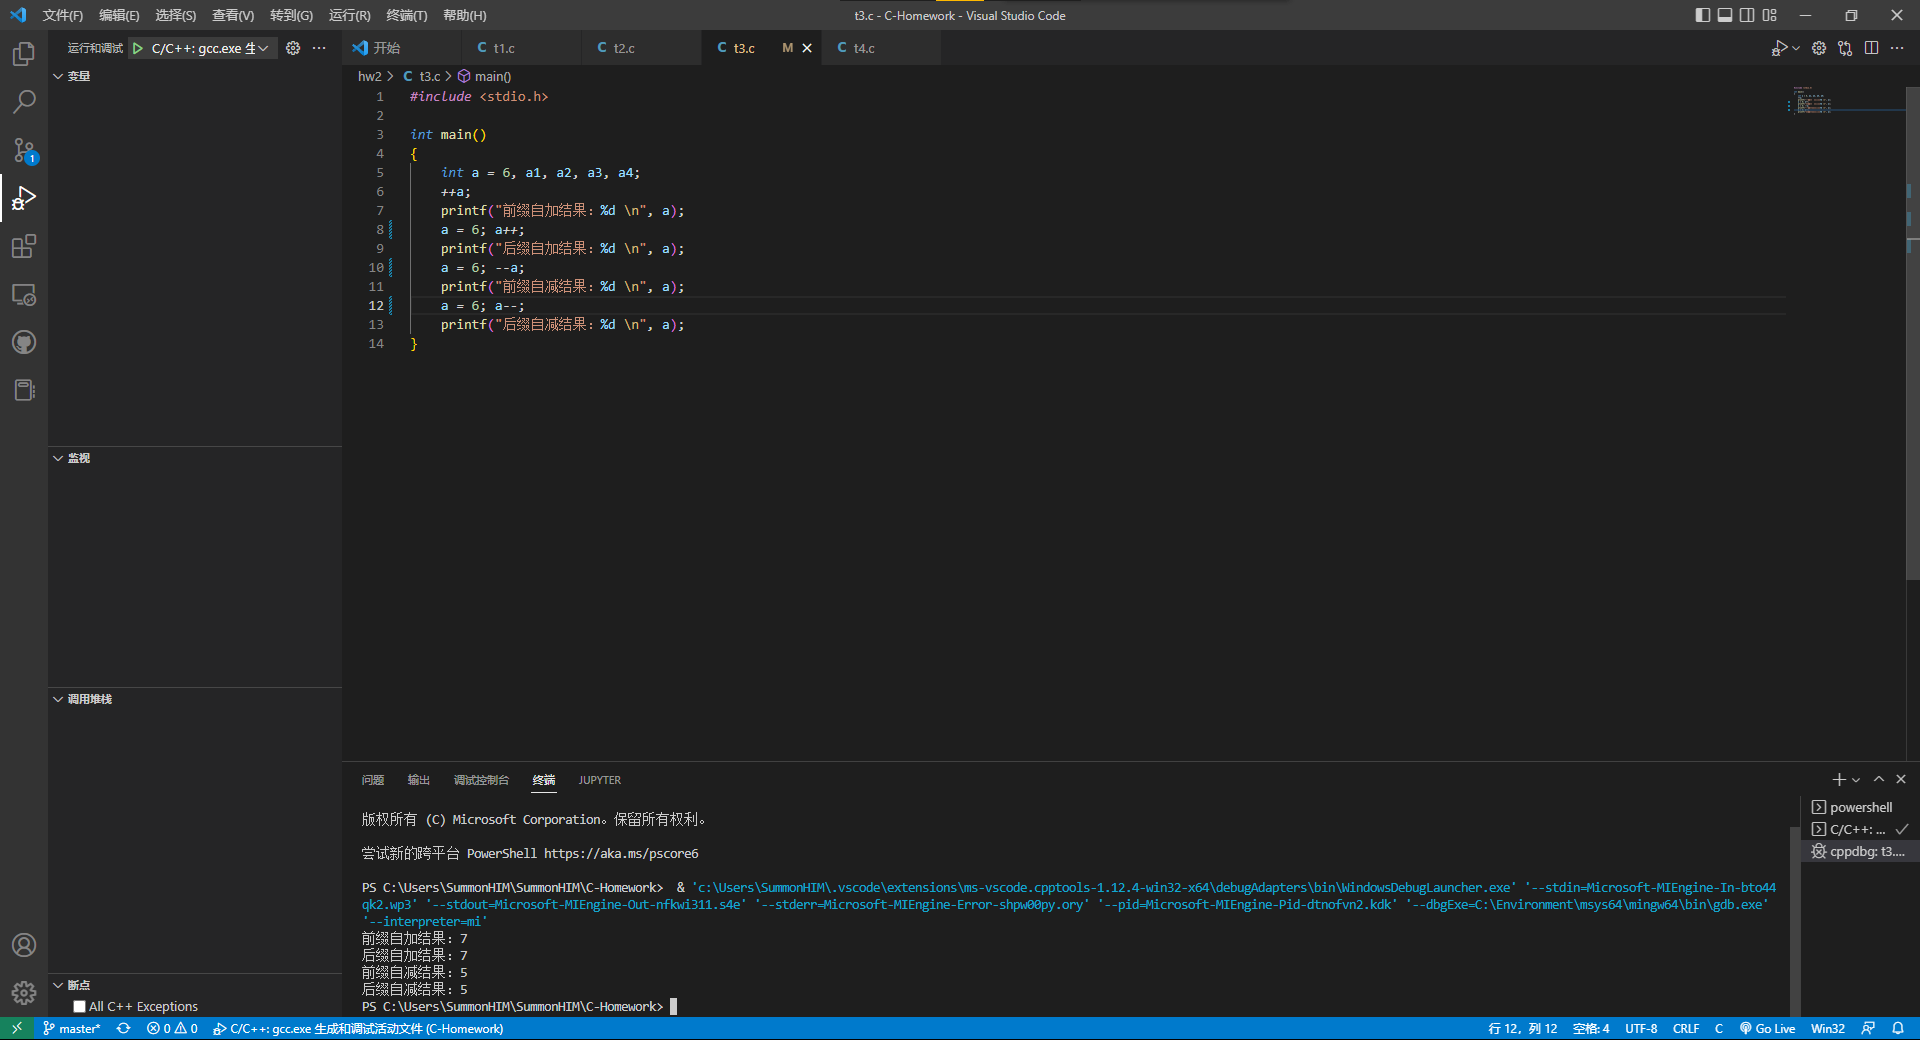 文件(F) 编辑(E) 选择(S) 查看(V) 转到(G) 运行(R) 终端(T) 帮助(H) t3.c - C-Homework - Visual Studio Code
运行和调试 C/C++: gcc.exe 生
开始 t1.c t2.c t3.c M t4.c
变量
hw2 > t3.c > main()
1 #include <stdio.h>
2
3 int main()
4 {
5 int a = 6, a1, a2, a3, a4;
6 ++a;
7 printf("前缀自加结果: %d \n", a);
8 a = 6; a++;
9 printf("后缀自加结果: %d \n", a);
10 a = 6; --a;
11 printf("前缀自减结果: %d \n", a);
12 a = 6; a--;
13 printf("后缀自减结果: %d \n", a);
14 }
1
监视
调用堆栈
断点
All C++ Exceptions
问题 输出 调试控制台 终端 JUPYTER
版权所有 (C) Microsoft Corporation。保留所有权利。
尝试新的跨平台 PowerShell https://aka.ms/pscore6
PS C:\Users\SummonHIM\SummonHIM\C-Homework> & 'c:\Users\SummonHIM\.vscode\extensions\ms-vscode.cpptools-1.12.4-win32-x64\debugAdapters\bin\WindowsDebugLauncher.exe' '--stdin=Microsoft-MIEngine-In-bto44
qk2.wp3' '--stdout=Microsoft-MIEngine-Out-nfkwi311.s4e' '--stderr=Microsoft-MIEngine-Error-shpw00py.ory' '--pid=Microsoft-MIEngine-Pid-dtnofvn2.kdk' '--dbgExe=C:\Environment\msys64\mingw64\bin\gdb.exe'
'--interpreter=mi'
前缀自加结果: 7
后缀自加结果: 7
前缀自减结果: 5
后缀自减结果: 5
PS C:\Users\SummonHIM\SummonHIM\C-Homework>
powershell
C/C++: ...
cppdbg: t3....
master* 0 0 C/C++: gcc.exe 生成和调试活动文件 (C-Homework) 行 12, 列 12 空格: 4 UTF-8 CRLF C Go Live Win32